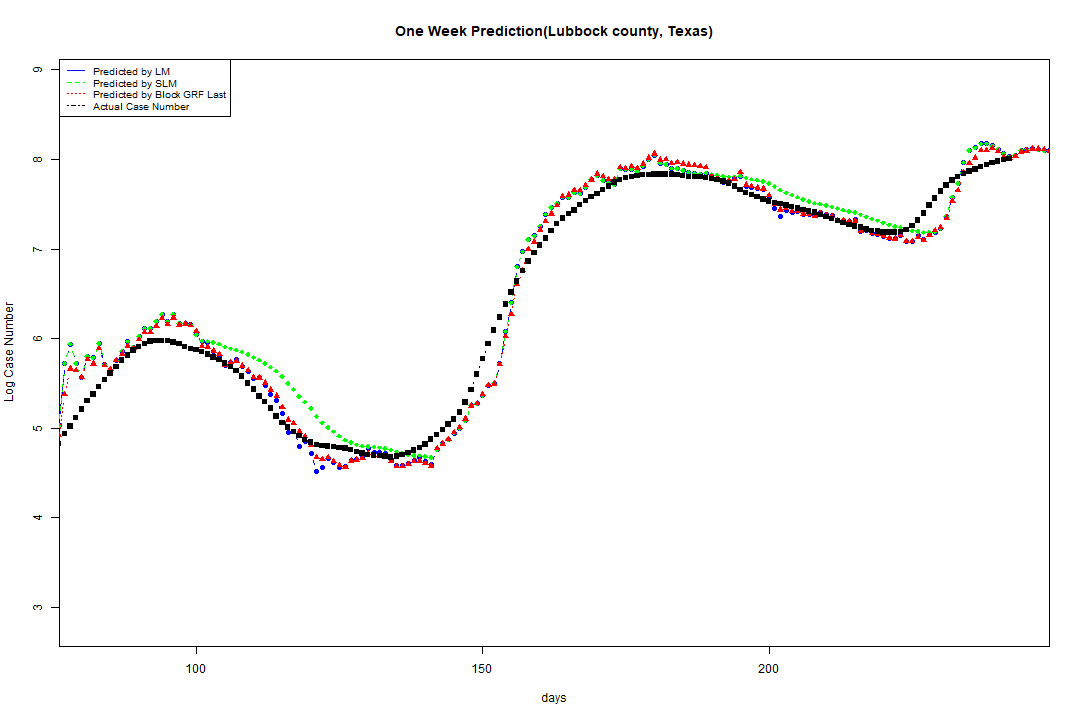 One Week Prediction(Lubbock county, Texas)
Predicted by LM
Predicted by SLM
Predicted by Block GRF Last
Actual Case Number
9
8
7
6
5
4
3
Log Case Number
100 150 200
days